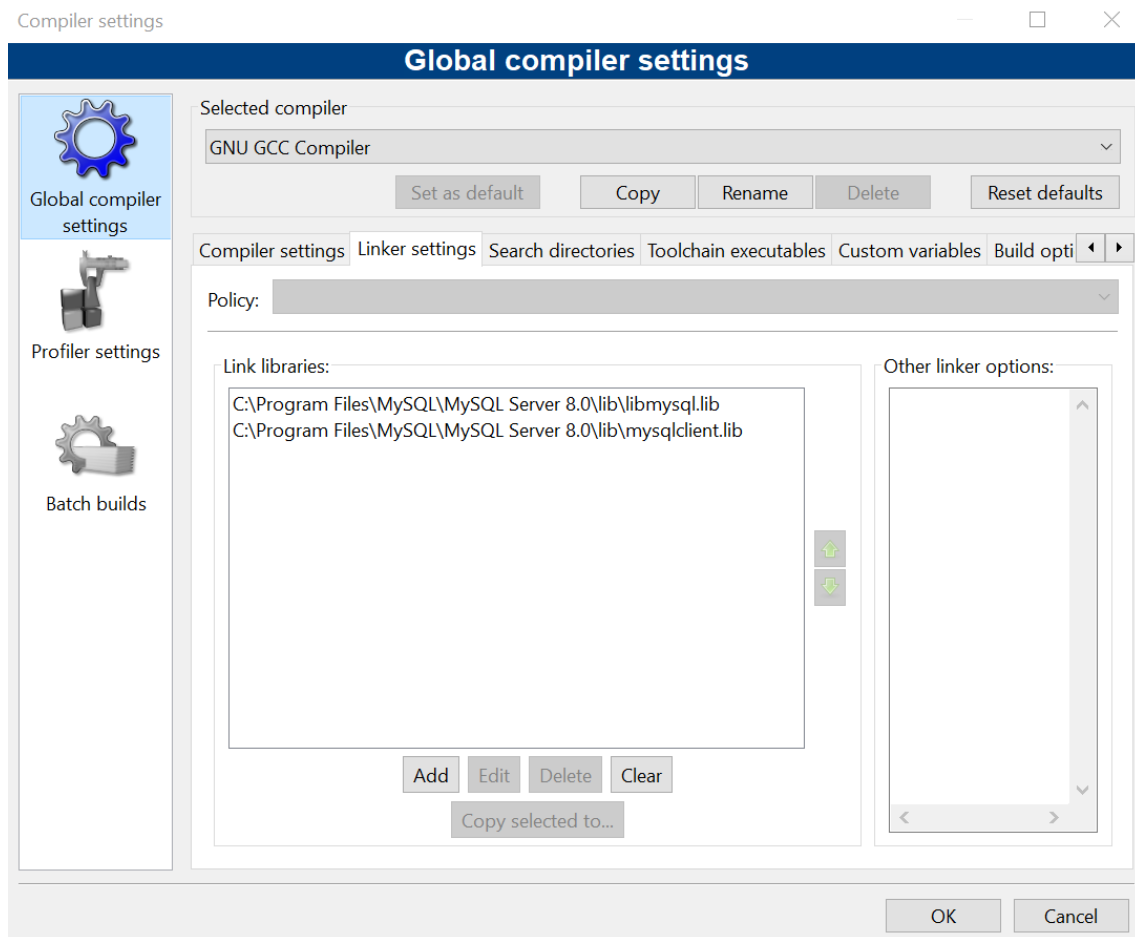 Compiler settings
Global compiler settings
Global compiler
settings
Profiler settings
Batch builds
Selected compiler
GNU GCC Compiler
Set as default Copy Rename Delete Reset defaults
Compiler settings Linker settings Search directories Toolchain executables Custom variables Build opti
Policy:
Link libraries:
C:\Program Files\MySQL\MySQL Server 8.0\lib\libmysql.lib
C:\Program Files\MySQL\MySQL Server 8.0\lib\mysqlclient.lib
Add Edit Delete Clear
Copy selected to...
Other linker options:
OK Cancel